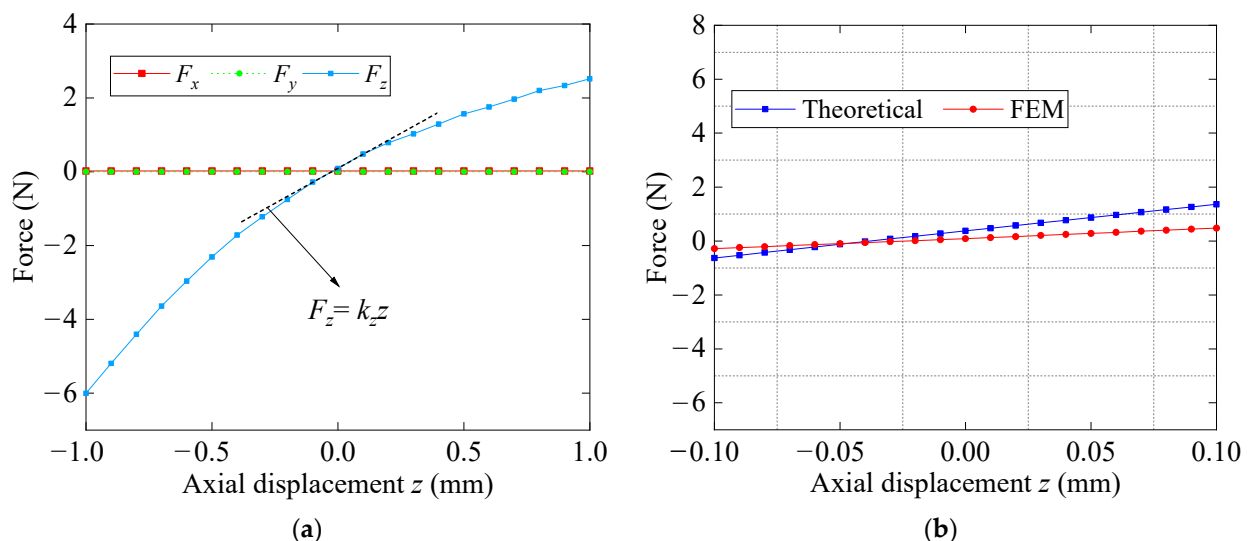 4
2
0
−2
−4
−6
Force (N)
F_x F_y F_z
F_z= k_z z
−1.0 −0.5 0.0 0.5 1.0
Axial displacement z (mm)
(a)
8
6
4
2
0
−2
−4
−6
Force (N)
Theoretical FEM
−0.10 −0.05 0.00 0.05 0.10
Axial displacement z (mm)
(b)